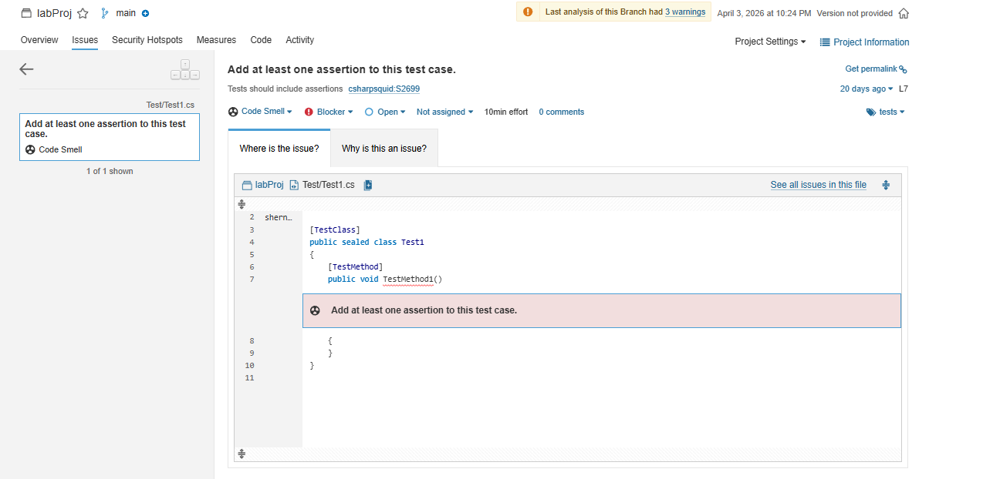 labProj main
Last analysis of this Branch had 3 warnings April 3, 2026 at 10:24 PM Version not provided
Overview Issues Security Hotspots Measures Code Activity
Project Settings Project Information
Test/Test1.cs
Add at least one assertion to this test
case.
Code Smell
1 of 1 shown
Add at least one assertion to this test case.
Get permalink
Tests should include assertions csharpsquid:S2699
20 days ago L7
Code Smell Blocker Open Not assigned 10min effort 0 comments
tests
Where is the issue? Why is this an issue?
labProj Test/Test1.cs See all issues in this file
2 shern…
3 [TestClass]
4 public sealed class Test1
5 {
6 [TestMethod]
7 public void TestMethod1()
Add at least one assertion to this test case.
8 {
9 }
10 }
11